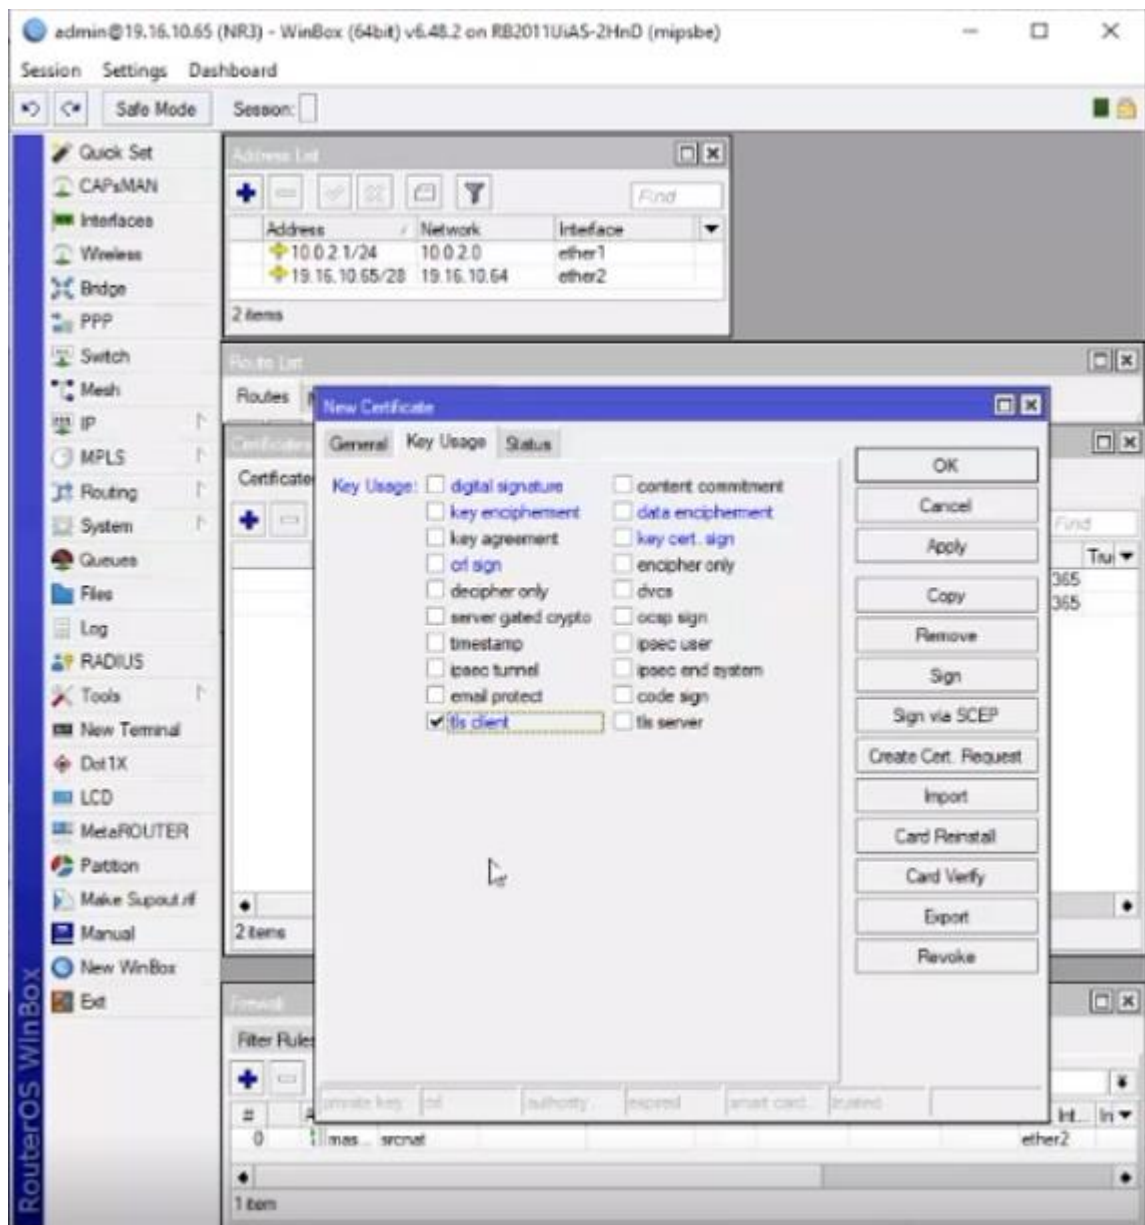 admin@19.16.10.65 (NR3) - WinBox (64bit) v6.48.2 on RB2011UiAS-2HnD (mipsbe)
Session Settings Dashboard
Safe Mode Session:
Quick Set
CAPsMAN
Interfaces
Wireless
Bridge
PPP
Switch
Mesh
IP
MPLS
Routing
System
Queues
Files
Log
RADIUS
Tools
New Terminal
Dot1X
LCD
MetaROUTER
Partition
Make Supout.rif
Manual
New WinBox
Exit
RouterOS WinBox
Address List
Find
Address Network Interface
10.0.2.1/24 10.0.2.0 ether1
19.16.10.65/28 19.16.10.64 ether2
2 items
Route List
Routes
Certificates
Certificates
Find
365
365
2 items
New Certificate
General Key Usage Status
Key Usage: digital signature content commitment
key encipherment data encipherment
key agreement key cert. sign
crl sign encipher only
decipher only dvcs
server gated crypto ocsp sign
timestamp ipsec user
ipsec tunnel ipsec end system
email protect code sign
tls client tls server
OK
Cancel
Apply
Copy
Remove
Sign
Sign via SCEP
Create Cert. Request
Import
Card Reinstall
Card Verify
Export
Revoke
private key crl authority expired smart card... trusted
Firewall
Filter Rules
# Int... In
0 mas... srcnat ether2
1 item